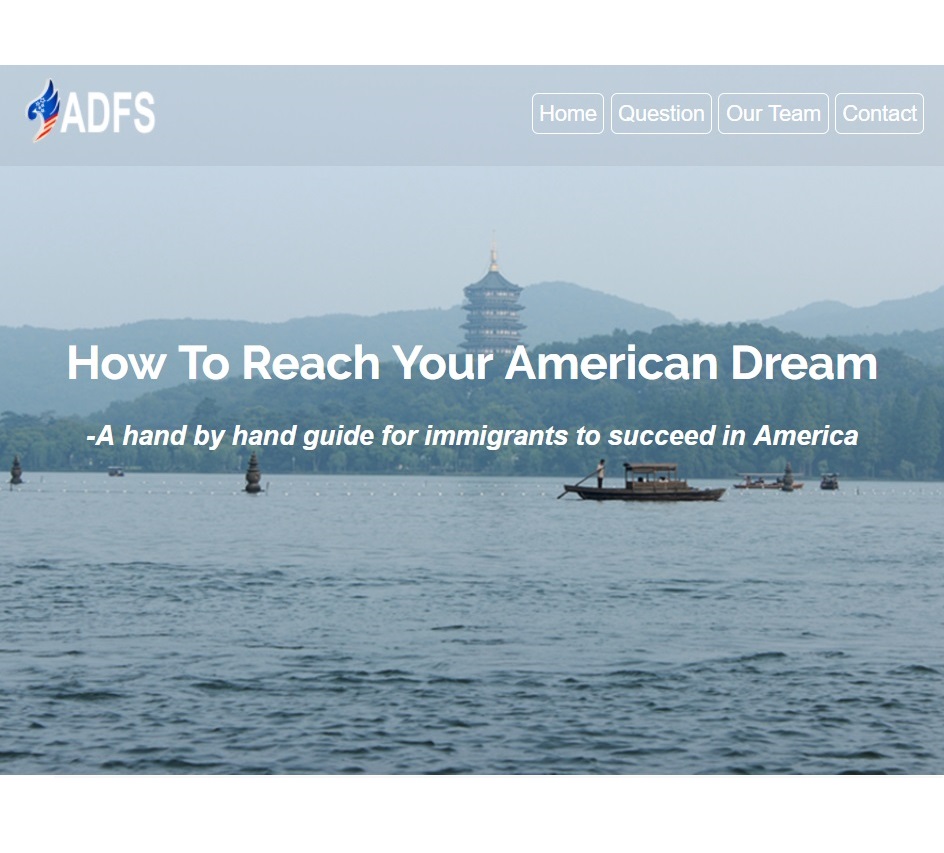 ADFS
Home Question Our Team Contact
How To Reach Your American Dream
-A hand by hand guide for immigrants to succeed in America